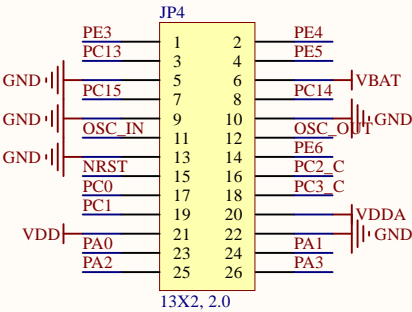 JP4
PE3 1 2 PE4
PC13 3 4 PE5
GND 5 6 VBAT
PC15 7 8 PC14
GND 9 10 GND
OSC_IN 11 12 OSC_OUT
GND 13 14 PE6
NRST 15 16 PC2_C
PC0 17 18 PC3_C
PC1 19 20 VDDA
VDD 21 22 GND
PA0 23 24 PA1
PA2 25 26 PA3
13X2, 2.0